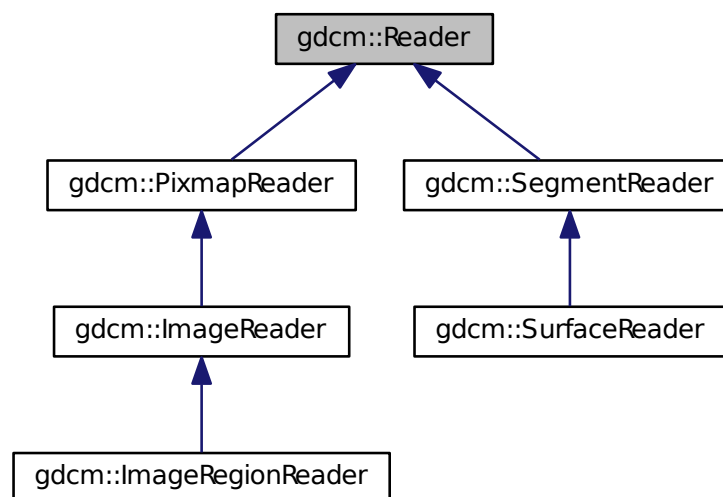 gdcm::Reader
gdcm::PixmapReader
gdcm::SegmentReader
gdcm::ImageReader
gdcm::SurfaceReader
gdcm::ImageRegionReader